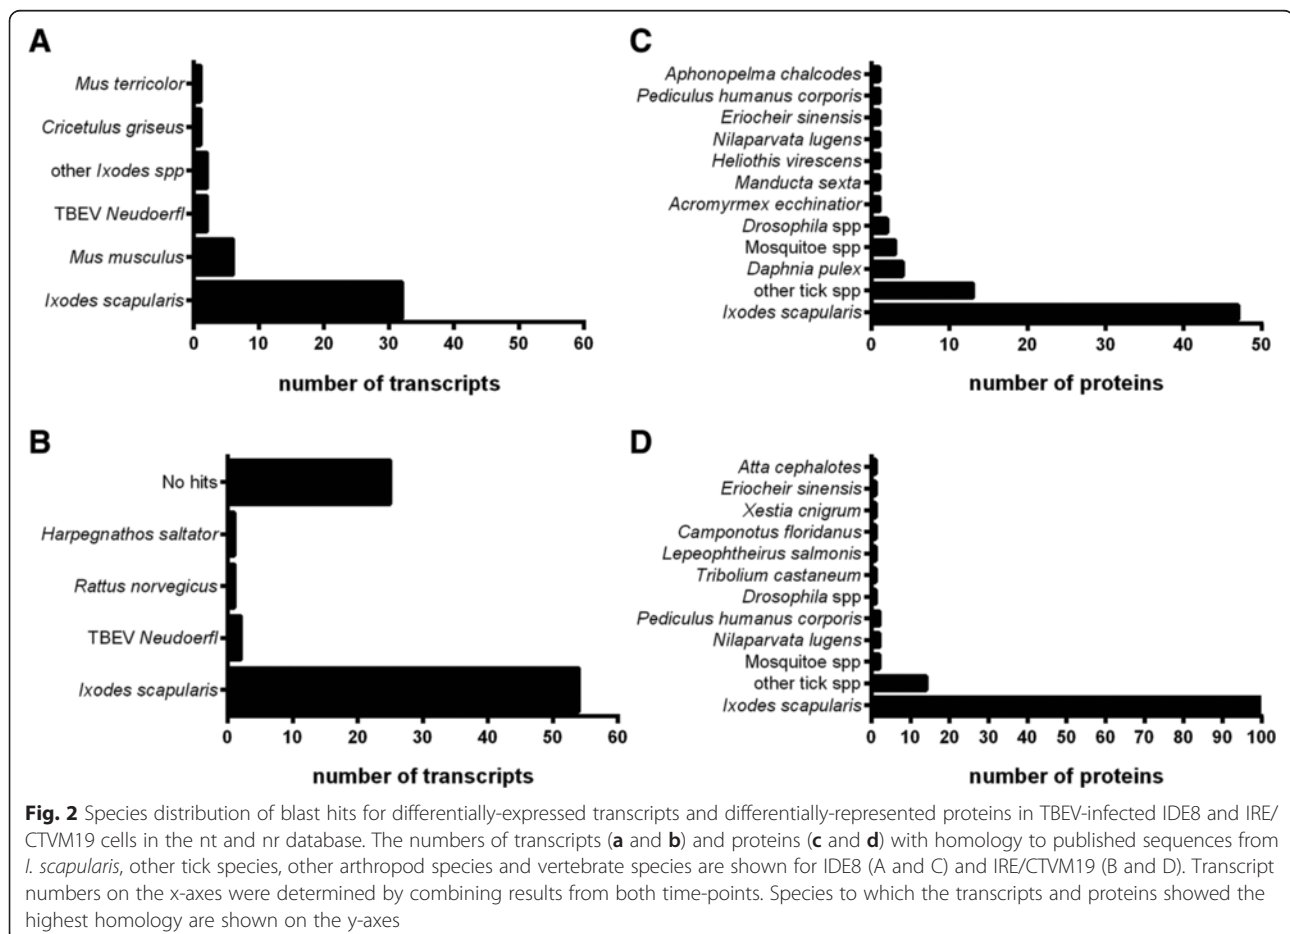 A
Mus terricolor
Cricetulus griseus
other Ixodes spp
TBEV Neudoerfl
Mus musculus
Ixodes scapularis
0 10 20 30 40 50 60
number of transcripts
C
Aphonopelma chalcodes
Pediculus humanus corporis
Eriocheir sinensis
Nilaparvata lugens
Heliothis virescens
Manducta sexta
Acromyrmex ecchinatior
Drosophila spp
Mosquitoe spp
Daphnia pulex
other tick spp
Ixodes scapularis
0 10 20 30 40 50
number of proteins
B
No hits
Harpegnathos saltator
Rattus norvegicus
TBEV Neudoerfl
Ixodes scapularis
0 10 20 30 40 50 60
number of transcripts
D
Atta cephalotes
Eriocheir sinensis
Xestia cnigrum
Camponotus floridanus
Lepeophtheirus salmonis
Tribolium castaneum
Drosophila spp
Pediculus humanus corporis
Nilaparvata lugens
Mosquitoe spp
other tick spp
Ixodes scapularis
0 10 20 30 40 50 60 70 80 90 100
number of proteins
Fig. 2 Species distribution of blast hits for differentially-expressed transcripts and differentially-represented proteins in TBEV-infected IDE8 and IRE/
CTVM19 cells in the nt and nr database. The numbers of transcripts (a and b) and proteins (c and d) with homology to published sequences from
I. scapularis, other tick species, other arthropod species and vertebrate species are shown for IDE8 (A and C) and IRE/CTVM19 (B and D). Transcript
numbers on the x-axes were determined by combining results from both time-points. Species to which the transcripts and proteins showed the
highest homology are shown on the y-axes